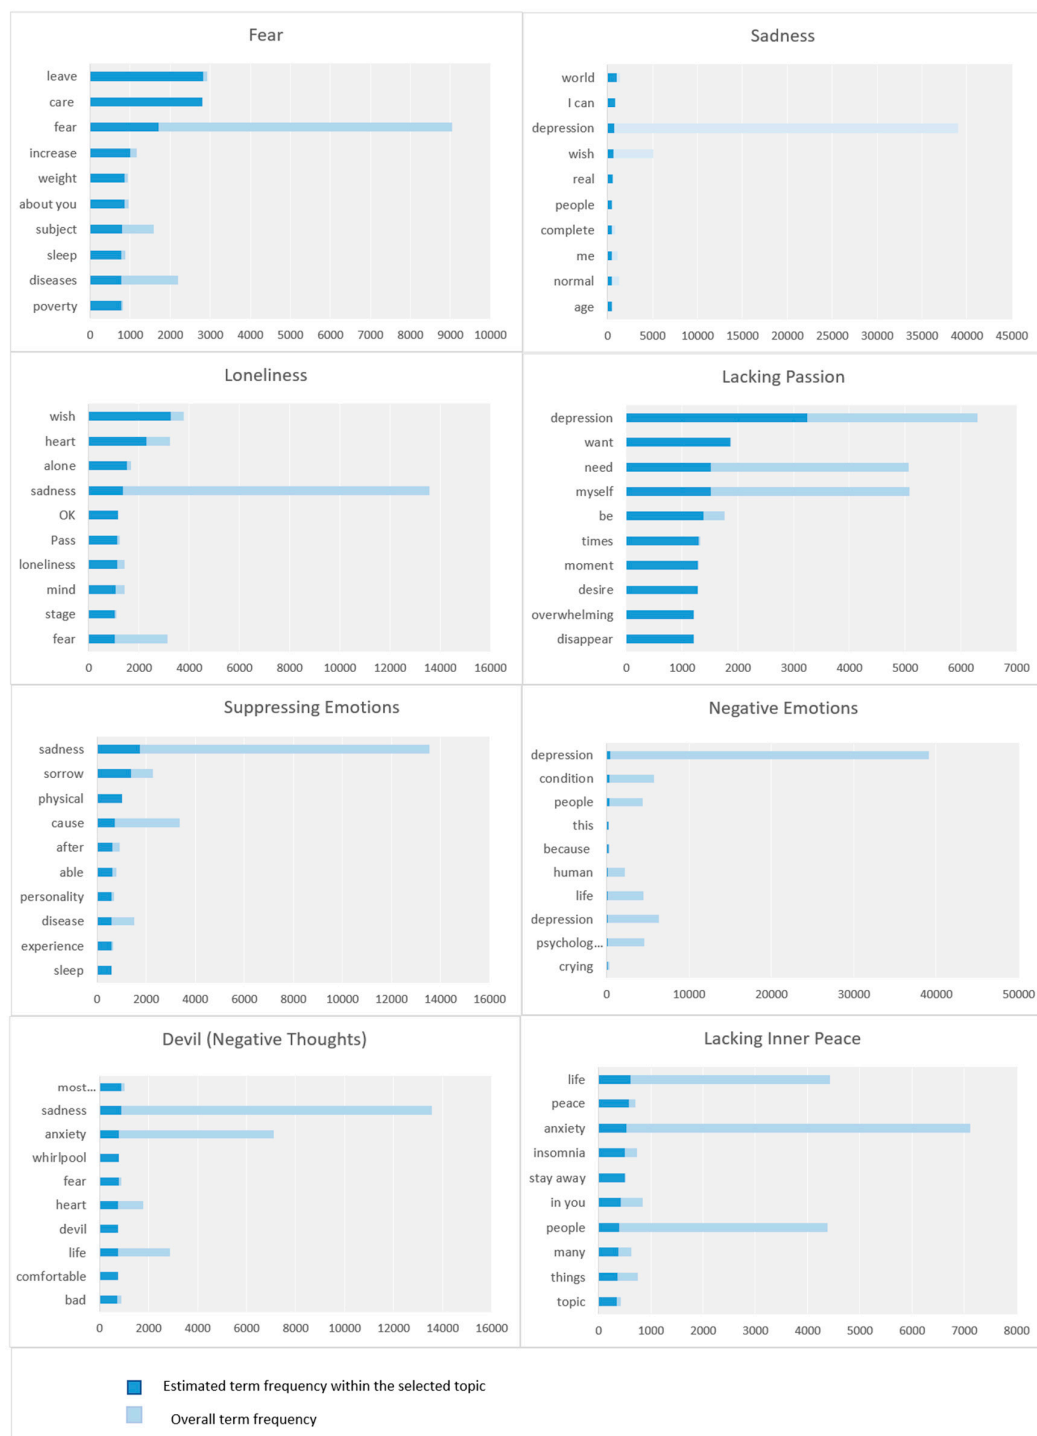 Fear
leave
care
fear
increase
weight
about you
subject
sleep
diseases
poverty
0 1000 2000 3000 4000 5000 6000 7000 8000 9000 10000
Sadness
world
I can
depression
wish
real
people
complete
me
normal
age
0 5000 10000 15000 20000 25000 30000 35000 40000 45000
Loneliness
wish
heart
alone
sadness
OK
Pass
loneliness
mind
stage
fear
0 2000 4000 6000 8000 10000 12000 14000 16000
Lacking Passion
depression
want
need
myself
be
times
moment
desire
overwhelming
disappear
0 1000 2000 3000 4000 5000 6000 7000
Suppressing Emotions
sadness
sorrow
physical
cause
after
able
personality
disease
experience
sleep
0 2000 4000 6000 8000 10000 12000 14000 16000
Negative Emotions
depression
condition
people
this
because
human
life
depression
psycholog...
crying
0 10000 20000 30000 40000 50000
Devil (Negative Thoughts)
most...
sadness
anxiety
whirlpool
fear
heart
devil
life
comfortable
bad
0 2000 4000 6000 8000 10000 12000 14000 16000
Lacking Inner Peace
life
peace
anxiety
insomnia
stay away
in you
people
many
things
topic
0 1000 2000 3000 4000 5000 6000 7000 8000
Estimated term frequency within the selected topic
Overall term frequency